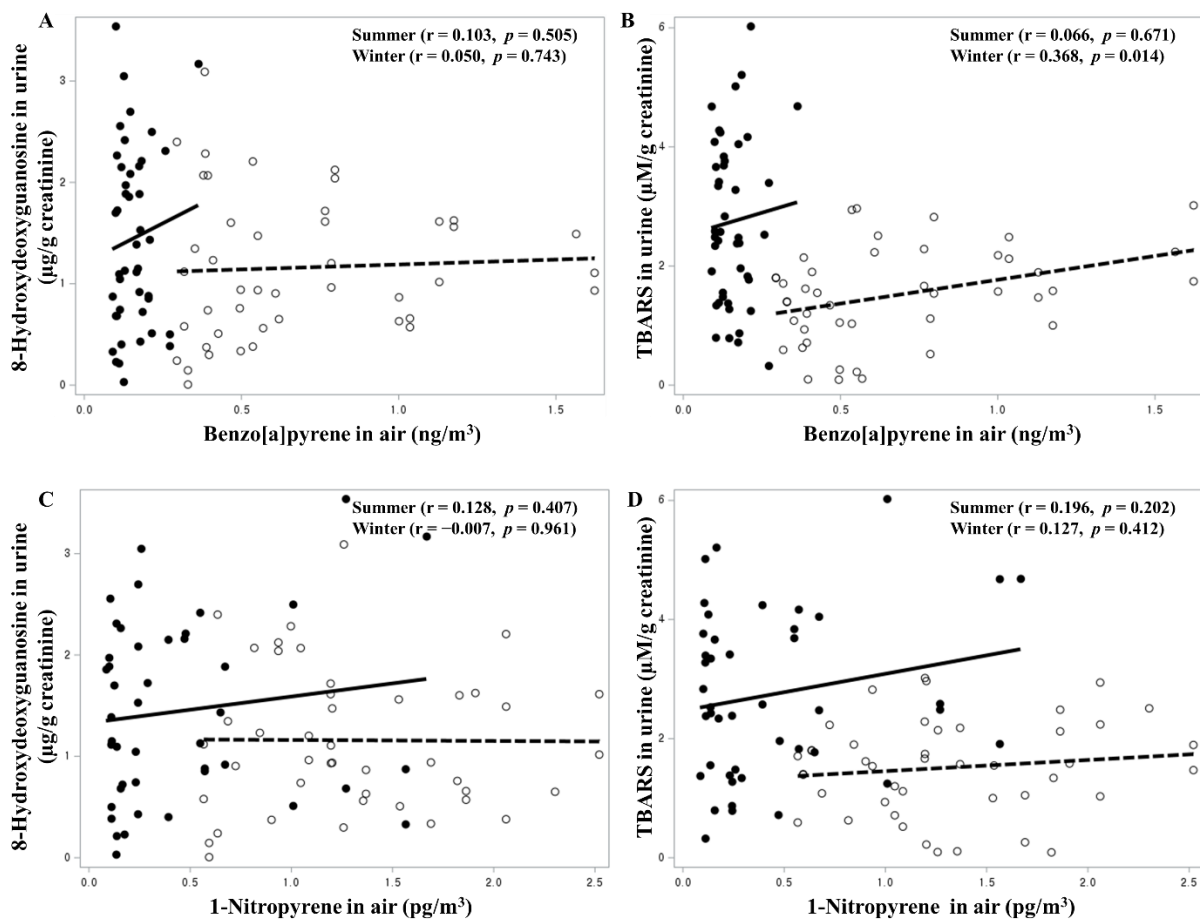 A
Summer (r = 0.103, p = 0.505)
Winter (r = 0.050, p = 0.743)
8-Hydroxydeoxyguanosine in urine
(µg/g creatinine)
3
2
1
0
0.0 0.5 1.0 1.5
Benzo[a]pyrene in air (ng/m³)
B
Summer (r = 0.066, p = 0.671)
Winter (r = 0.368, p = 0.014)
TBARS in urine (µM/g creatinine)
6
4
2
0
0.0 0.5 1.0 1.5
Benzo[a]pyrene in air (ng/m³)
C
Summer (r = 0.128, p = 0.407)
Winter (r = −0.007, p = 0.961)
8-Hydroxydeoxyguanosine in urine
(µg/g creatinine)
3
2
1
0
0.0 0.5 1.0 1.5 2.0 2.5
1-Nitropyrene in air (pg/m³)
D
Summer (r = 0.196, p = 0.202)
Winter (r = 0.127, p = 0.412)
TBARS in urine (µM/g creatinine)
6
4
2
0
0.0 0.5 1.0 1.5 2.0 2.5
1-Nitropyrene in air (pg/m³)